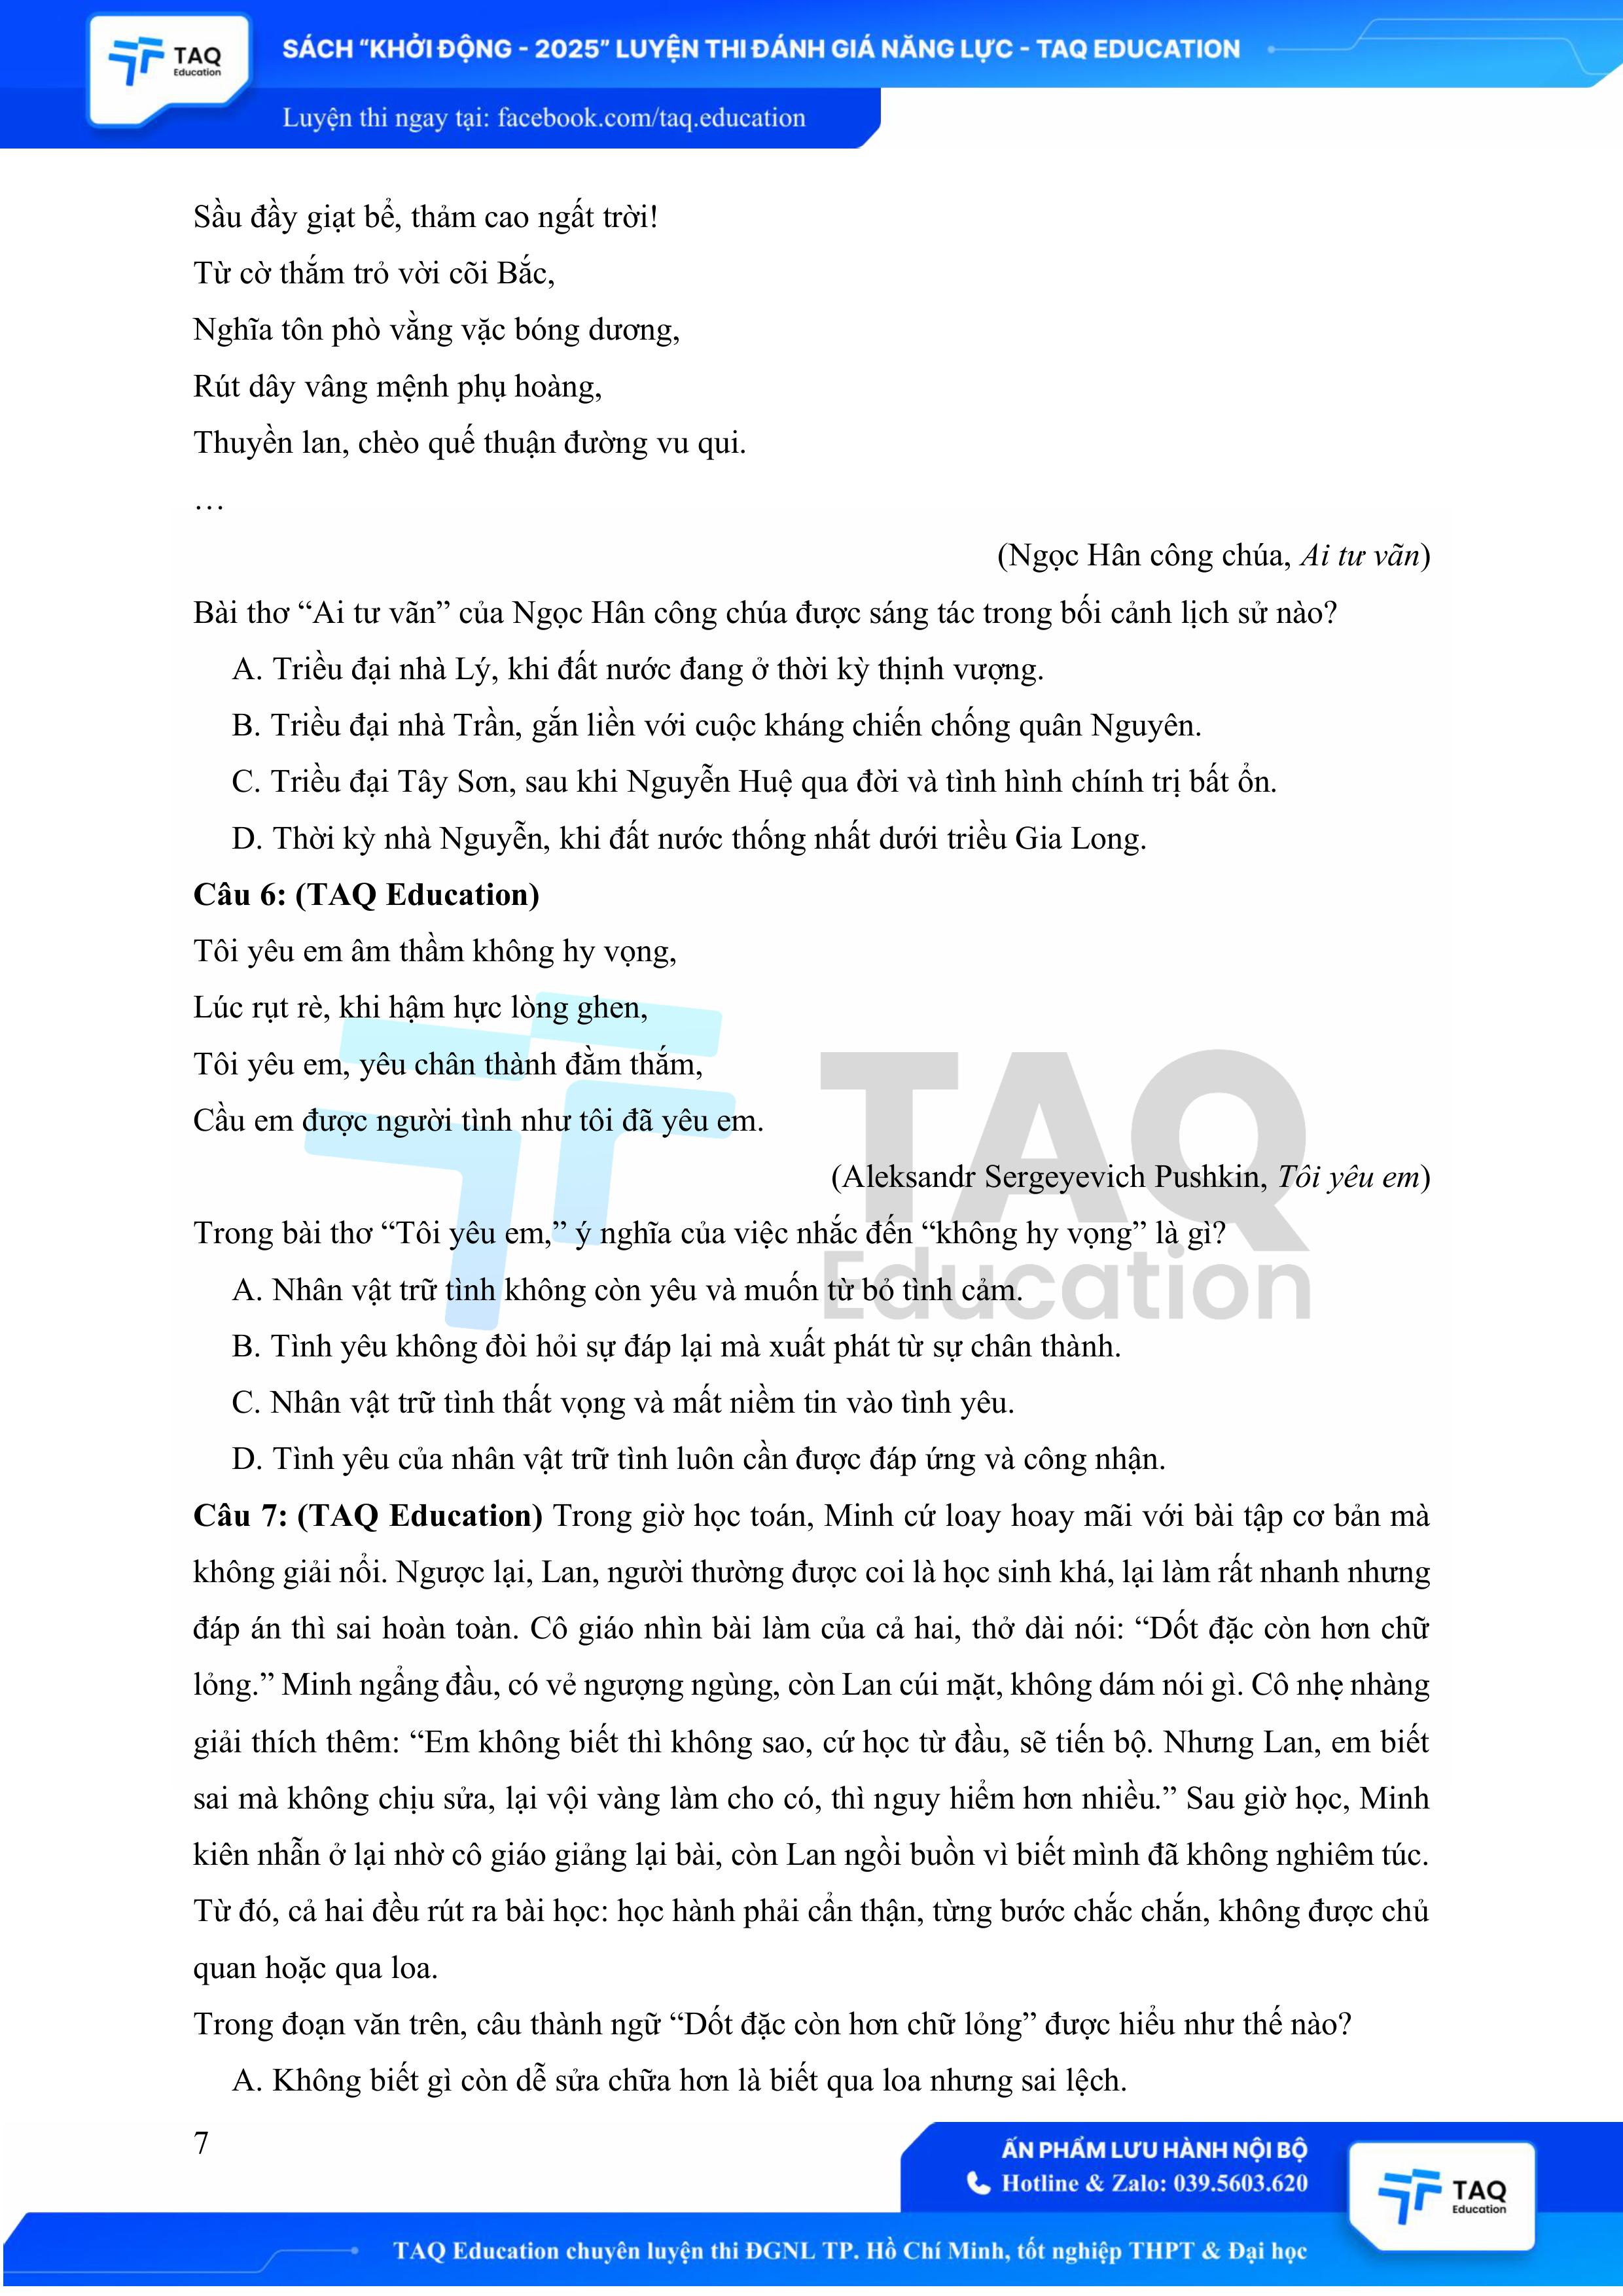 TAQ
Education
SÁCH “KHỞI ĐỘNG - 2025” LUYỆN THI ĐÁNH GIÁ NĂNG LỰC - TAQ EDUCATION
Luyện thi ngay tại: facebook.com/taq.education
Sầu đầy giạt bể, thảm cao ngất trời!
Từ cờ thắm trỏ vời cõi Bắc,
Nghĩa tôn phò vằng vặc bóng dương,
Rút dây vâng mệnh phụ hoàng,
Thuyền lan, chèo quế thuận đường vu qui.
…
(Ngọc Hân công chúa, Ai tư vãn)
Bài thơ “Ai tư vãn” của Ngọc Hân công chúa được sáng tác trong bối cảnh lịch sử nào?
A. Triều đại nhà Lý, khi đất nước đang ở thời kỳ thịnh vượng.
B. Triều đại nhà Trần, gắn liền với cuộc kháng chiến chống quân Nguyên.
C. Triều đại Tây Sơn, sau khi Nguyễn Huệ qua đời và tình hình chính trị bất ổn.
D. Thời kỳ nhà Nguyễn, khi đất nước thống nhất dưới triều Gia Long.
Câu 6: (TAQ Education)
Tôi yêu em âm thầm không hy vọng,
Lúc rụt rè, khi hậm hực lòng ghen,
Tôi yêu em, yêu chân thành đằm thắm,
Cầu em được người tình như tôi đã yêu em.
(Aleksandr Sergeyevich Pushkin, Tôi yêu em)
Trong bài thơ “Tôi yêu em,” ý nghĩa của việc nhắc đến “không hy vọng” là gì?
A. Nhân vật trữ tình không còn yêu và muốn từ bỏ tình cảm.
B. Tình yêu không đòi hỏi sự đáp lại mà xuất phát từ sự chân thành.
C. Nhân vật trữ tình thất vọng và mất niềm tin vào tình yêu.
D. Tình yêu của nhân vật trữ tình luôn cần được đáp ứng và công nhận.
TAQ
Education
Câu 7: (TAQ Education) Trong giờ học toán, Minh cứ loay hoay mãi với bài tập cơ bản mà
không giải nổi. Ngược lại, Lan, người thường được coi là học sinh khá, lại làm rất nhanh nhưng
đáp án thì sai hoàn toàn. Cô giáo nhìn bài làm của cả hai, thở dài nói: “Dốt đặc còn hơn chữ
lỏng.” Minh ngẩng đầu, có vẻ ngượng ngùng, còn Lan cúi mặt, không dám nói gì. Cô nhẹ nhàng
giải thích thêm: “Em không biết thì không sao, cứ học từ đầu, sẽ tiến bộ. Nhưng Lan, em biết
sai mà không chịu sửa, lại vội vàng làm cho có, thì nguy hiểm hơn nhiều.” Sau giờ học, Minh
kiên nhẫn ở lại nhờ cô giáo giảng lại bài, còn Lan ngồi buồn vì biết mình đã không nghiêm túc.
Từ đó, cả hai đều rút ra bài học: học hành phải cẩn thận, từng bước chắc chắn, không được chủ
quan hoặc qua loa.
Trong đoạn văn trên, câu thành ngữ “Dốt đặc còn hơn chữ lỏng” được hiểu như thế nào?
A. Không biết gì còn dễ sửa chữa hơn là biết qua loa nhưng sai lệch.
7
ẤN PHẨM LƯU HÀNH NỘI BỘ
Hotline & Zalo: 039.5603.620
TAQ
Education
TAQ Education chuyên luyện thi ĐGNL TP. Hồ Chí Minh, tốt nghiệp THPT & Đại học